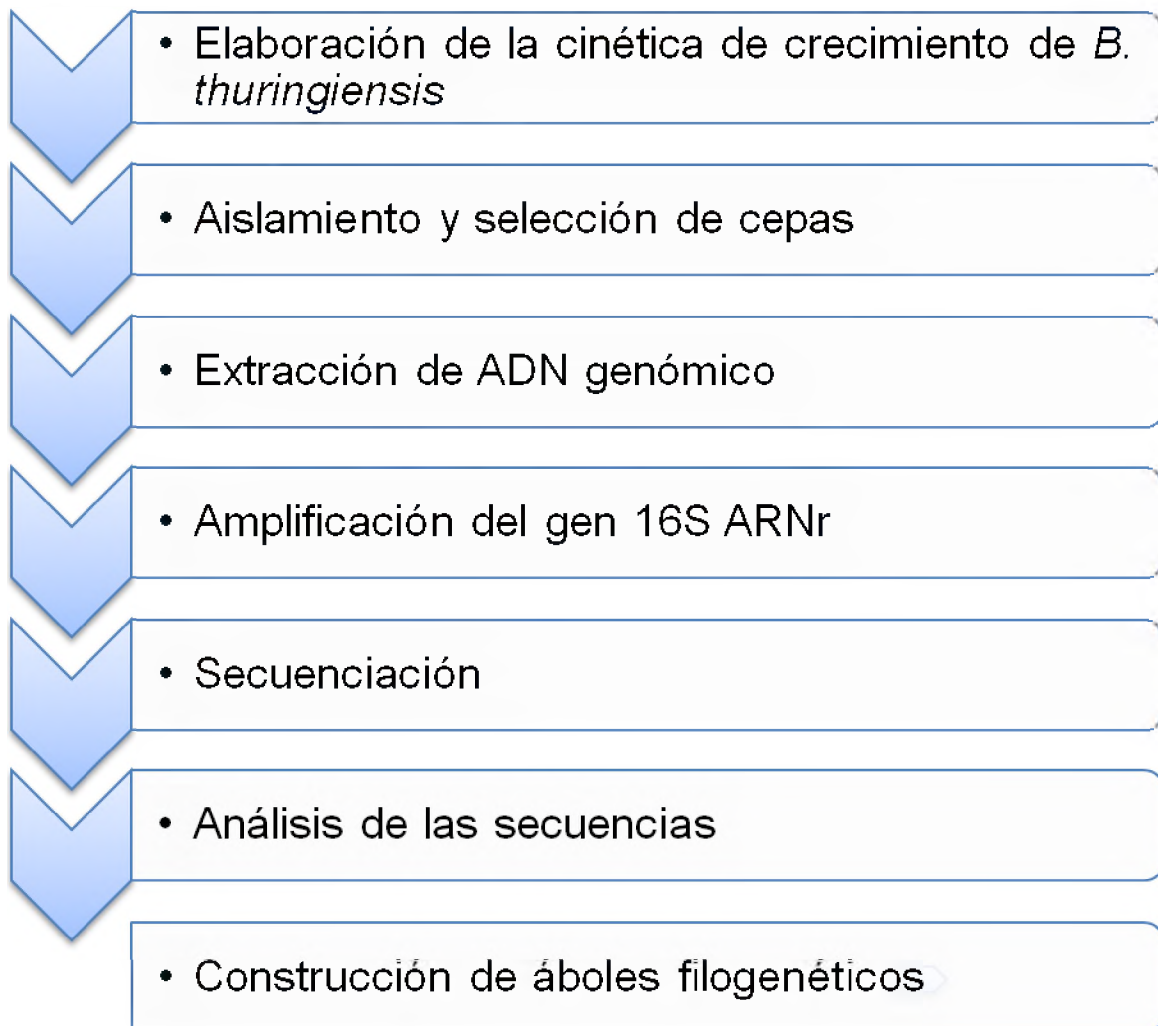 • Elaboración de la cinética de crecimiento de B.
thuringiensis
• Aislamiento y selección de cepas
• Extracción de ADN genómico
• Amplificación del gen 16S ARNr
• Secuenciación
• Análisis de las secuencias
• Construcción de áboles filogenéticos